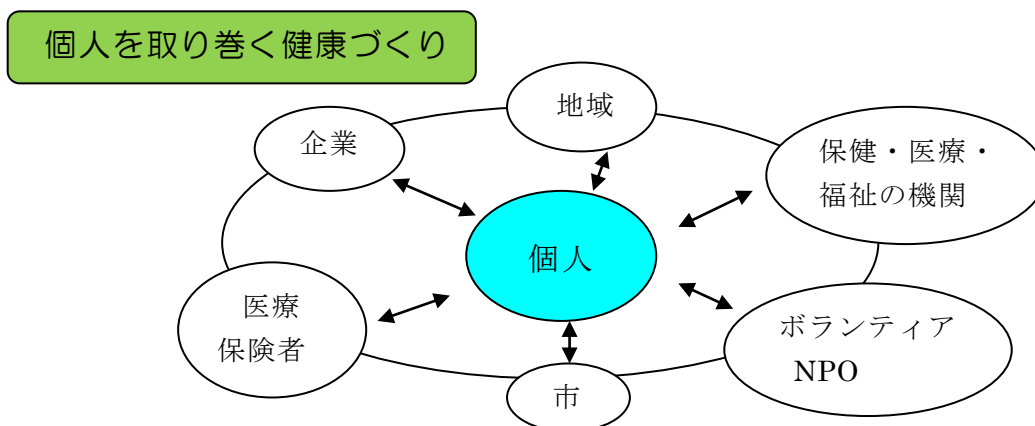 個人を取り巻く健康づくり
地域
企業
保健・医療・
福祉の機関
個人
医療
保険者
ボランティア
NPO
市